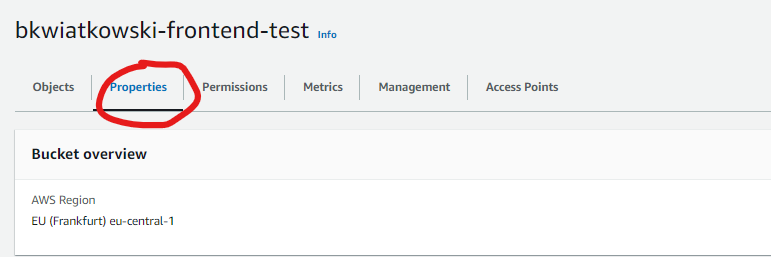 bkwiatkowski-frontend-test Info
Objects Properties Permissions Metrics Management Access Points
Bucket overview
AWS Region
EU (Frankfurt) eu-central-1